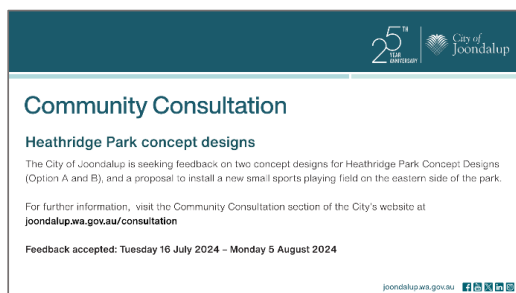 25TH
YEAR
ANNIVERSARY
City of
Joondalup
Community Consultation
Heathridge Park concept designs
The City of Joondalup is seeking feedback on two concept designs for Heathridge Park Concept Designs
(Option A and B), and a proposal to install a new small sports playing field on the eastern side of the park.
For further information, visit the Community Consultation section of the City's website at
joondalup.wa.gov.au/consultation
Feedback accepted: Tuesday 16 July 2024 – Monday 5 August 2024
joondalup.wa.gov.au